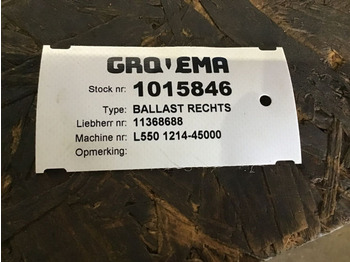 GROVEMA
Stock nr: 1015846
Type: BALLAST RECHTS
Liebherr nr: 11368688
Machine nr: L550 1214-45000
Opmerking: